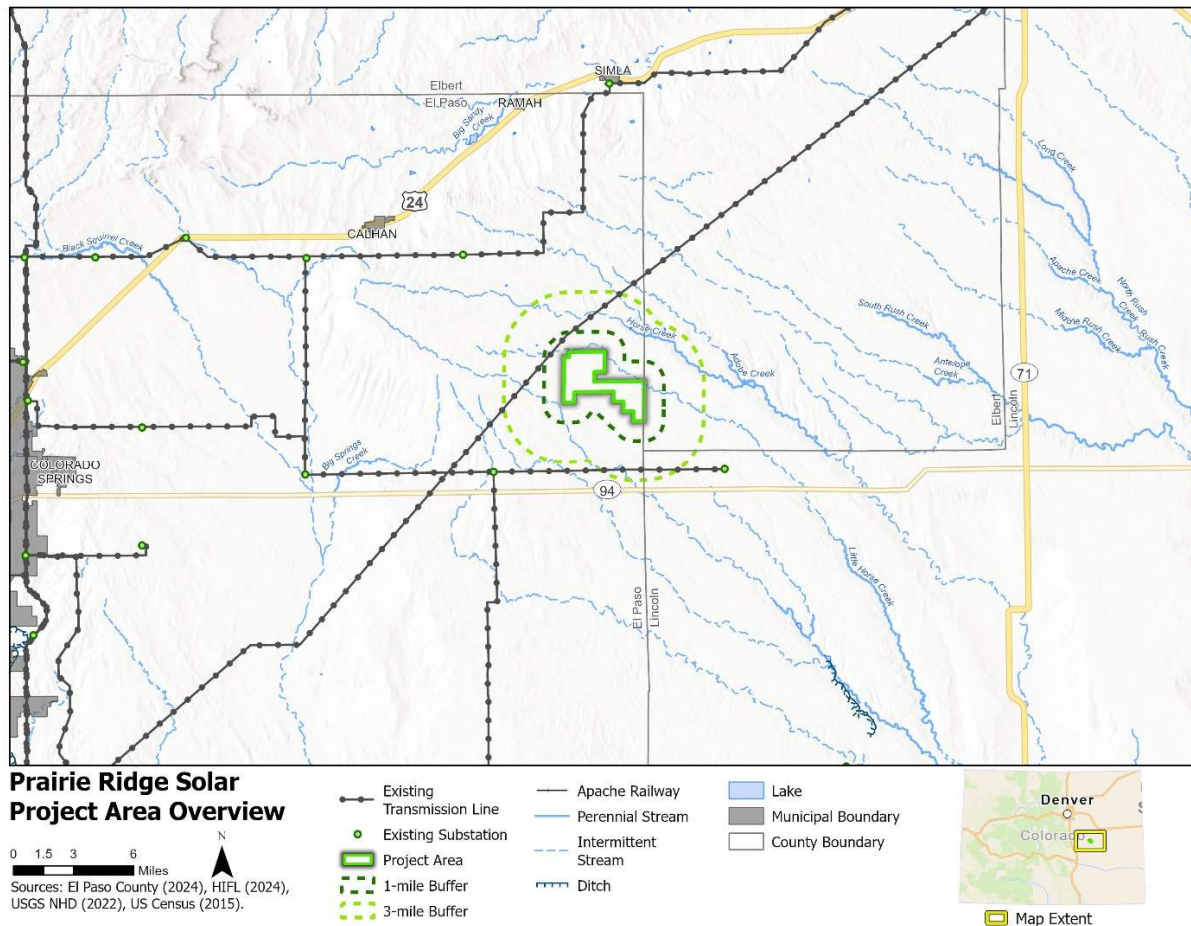 SIMLA
Elbert
El Paso
RAMAH
Big Sandy
Creek
Long Creek
24
CALHAN
Black Squirrel Creek
Apache Creek
North Rush
Creek
South Rush Creek
Middle Rush Creek
Rush Creek
Horse Creek
Adobe Creek
Antelope
Creek
71
Elbert
Lincoln
Big Springs
Creek
COLORADO
SPRINGS
94
El Paso
Lincoln
Little Horse Creek
Prairie Ridge Solar
Project Area Overview
N
0 1.5 3 6
Miles
Sources: El Paso County (2024), HIFL (2024),
USGS NHD (2022), US Census (2015).
Existing
Transmission Line
Existing Substation
Project Area
1-mile Buffer
3-mile Buffer
Apache Railway
Perennial Stream
Intermittent
Stream
Ditch
Lake
Municipal Boundary
County Boundary
Denver
Colorado
S
Map Extent